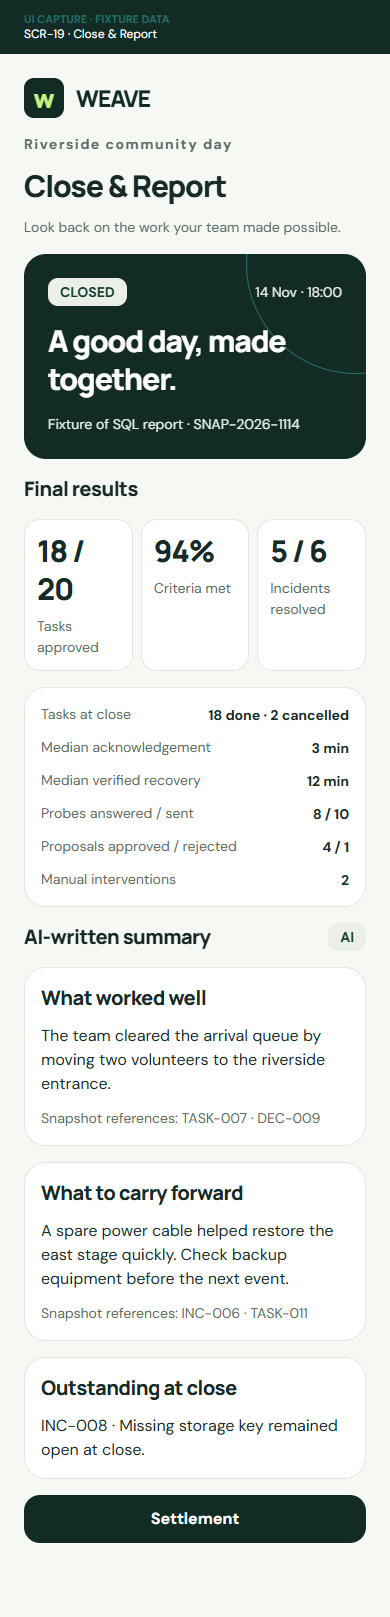 UI CAPTURE · FIXTURE DATA
SCR-19 · Close & Report
w WEAVE
Riverside community day
Close & Report
Look back on the work your team made possible.
CLOSED 14 Nov · 18:00
A good day, made
together.
Fixture of SQL report · SNAP-2026-1114
Final results
18 /
20
Tasks
approved
94%
Criteria met
5 / 6
Incidents
resolved
Tasks at close 18 done · 2 cancelled
Median acknowledgement 3 min
Median verified recovery 12 min
Probes answered / sent 8 / 10
Proposals approved / rejected 4 / 1
Manual interventions 2
AI-written summary AI
What worked well
The team cleared the arrival queue by
moving two volunteers to the riverside
entrance.
Snapshot references: TASK-007 · DEC-009
What to carry forward
A spare power cable helped restore the
east stage quickly. Check backup
equipment before the next event.
Snapshot references: INC-006 · TASK-011
Outstanding at close
INC-008 · Missing storage key remained
open at close.
Settlement